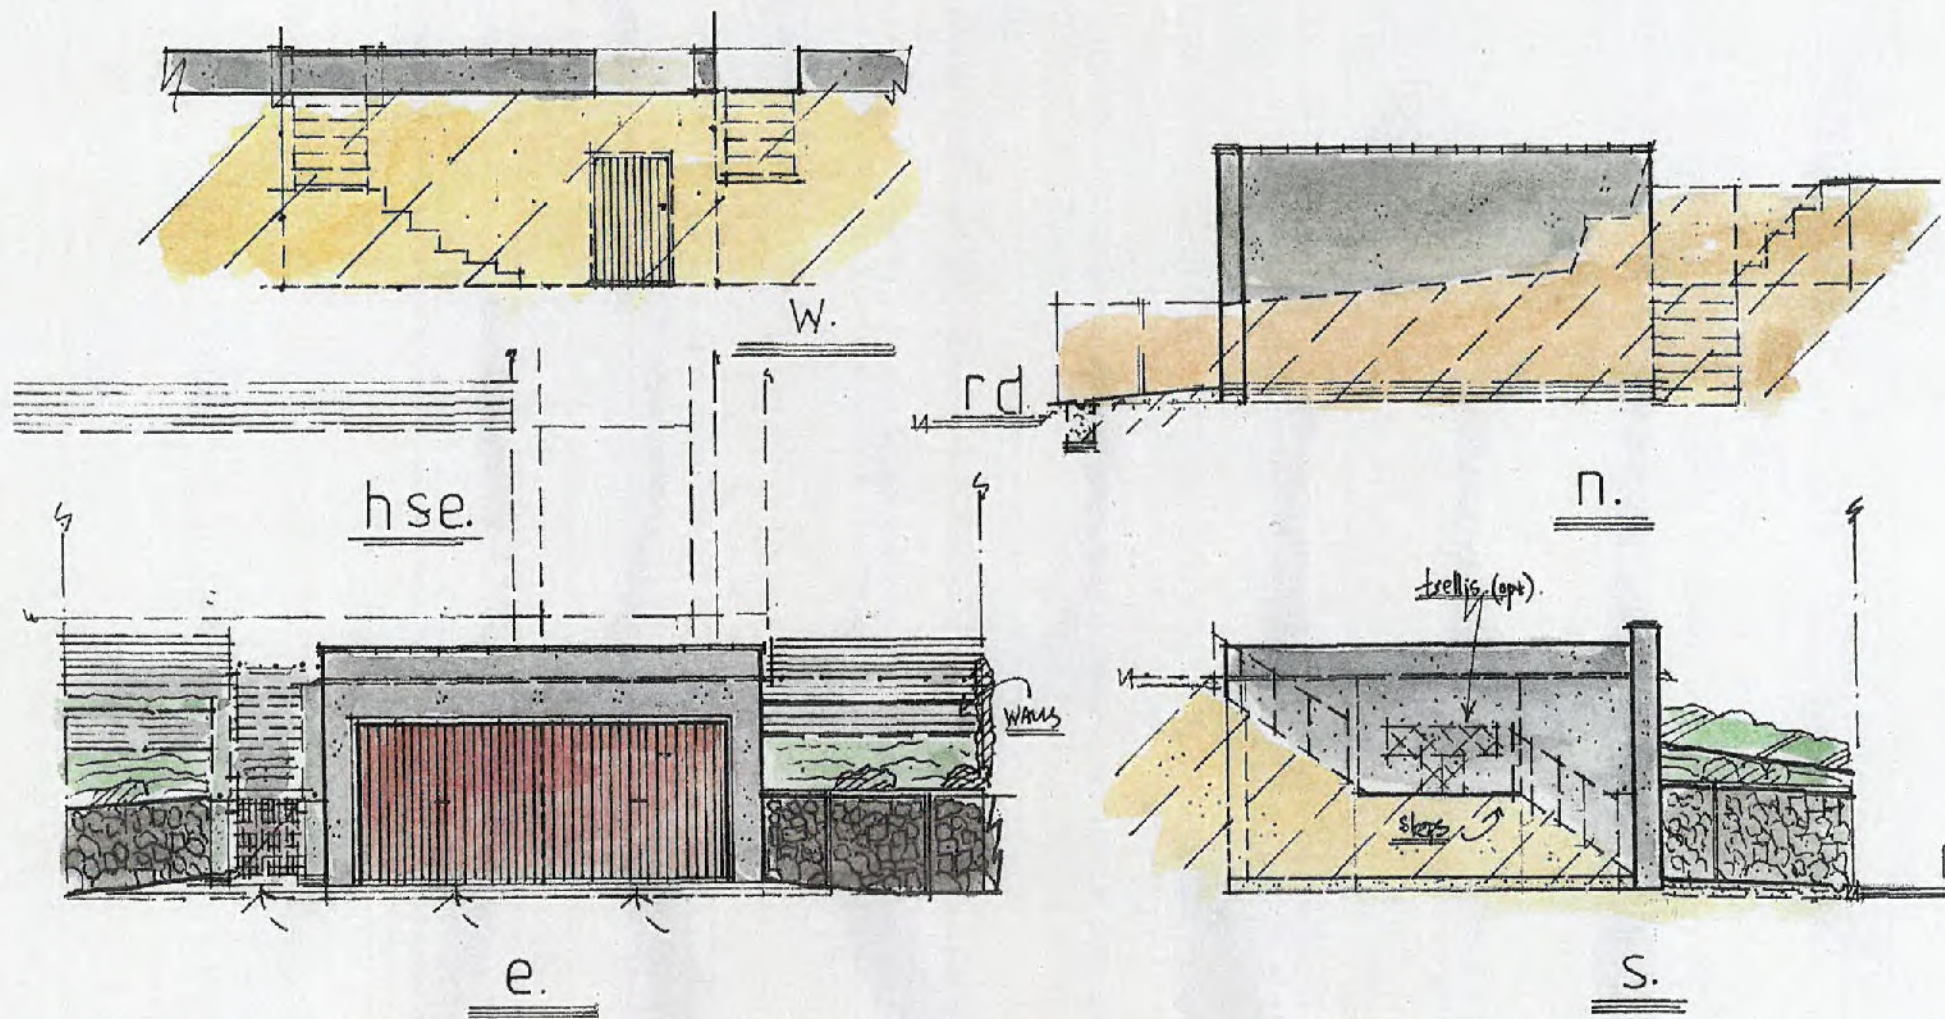 w.
rd
hse.
n.
trellis.(opt).
WALLS
steps
e.
s.